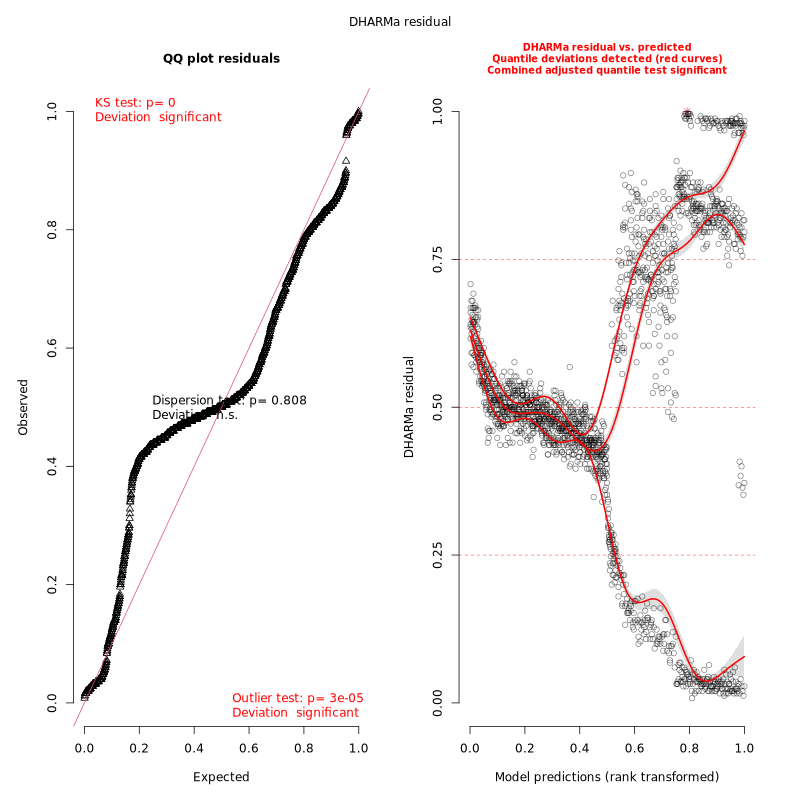 DHARMa residual
QQ plot residuals
KS test: p= 0
Deviation  significant
Dispersion test: p= 0.808
Deviation n.s.
Outlier test: p= 3e-05
Deviation  significant
Observed
0.0
0.2
0.4
0.6
0.8
1.0
0.0
0.2
0.4
0.6
0.8
1.0
Expected
DHARMa residual vs. predicted
Quantile deviations detected (red curves)
Combined adjusted quantile test significant
DHARMa residual
0.00
0.25
0.50
0.75
1.00
0.0
0.2
0.4
0.6
0.8
1.0
Model predictions (rank transformed)